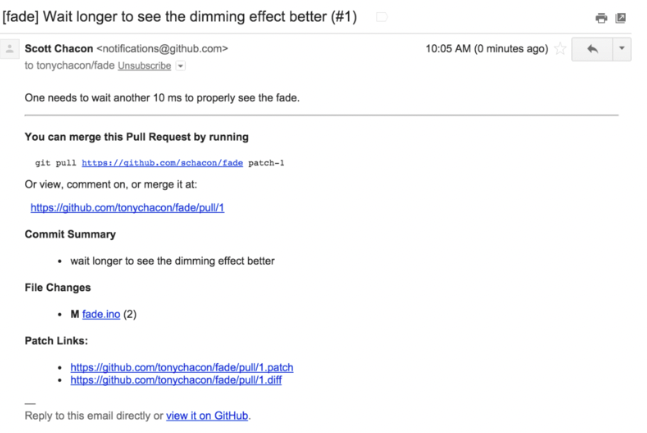 [fade] Wait longer to see the dimming effect better (#1)
Scott Chacon <notifications@github.com>
10:05 AM (0 minutes ago)
to tonychacon/fade Unsubscribe
One needs to wait another 10 ms to properly see the fade.
You can merge this Pull Request by running
git pull https://github.com/schacon/fade patch-1
Or view, comment on, or merge it at:
https://github.com/tonychacon/fade/pull/1
Commit Summary
• wait longer to see the dimming effect better
File Changes
• M fade.ino (2)
Patch Links:
• https://github.com/tonychacon/fade/pull/1.patch
• https://github.com/tonychacon/fade/pull/1.diff
—
Reply to this email directly or view it on GitHub.